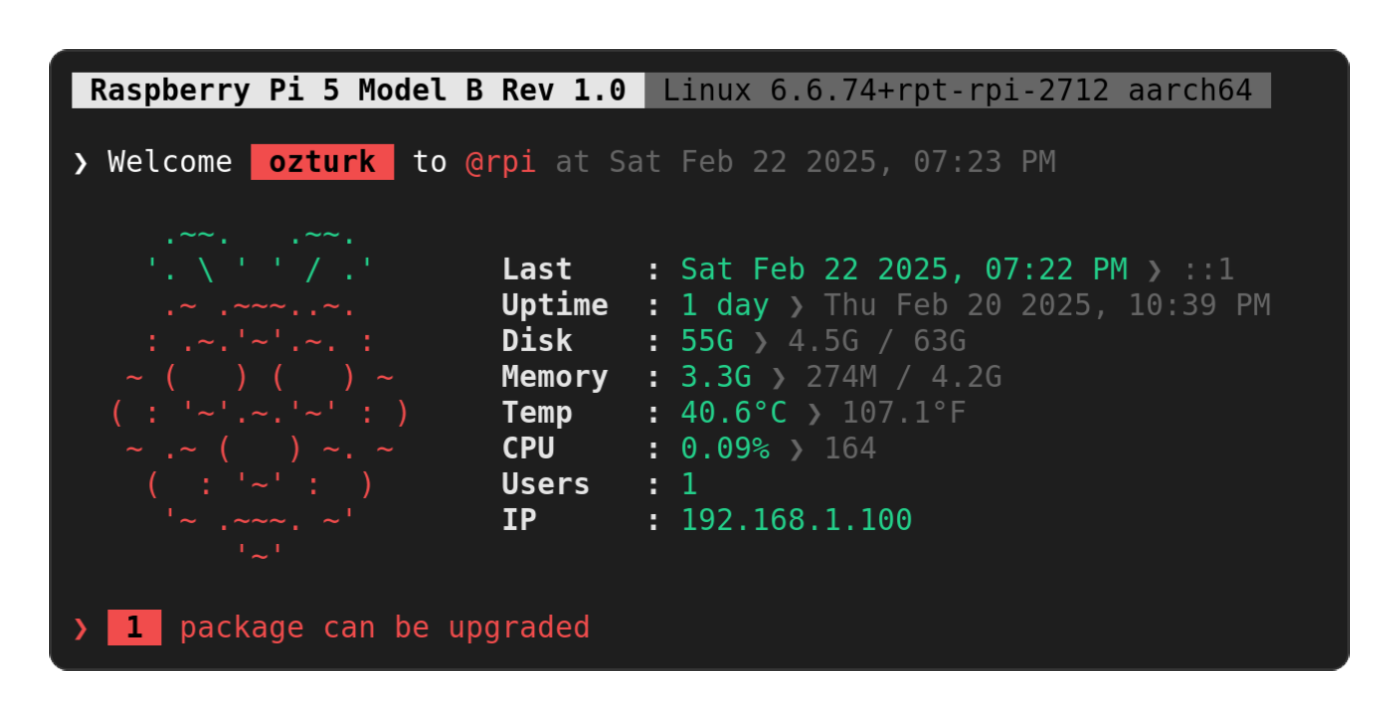 Raspberry Pi 5 Model B Rev 1.0 Linux 6.6.74+rpt-rpi-2712 aarch64
❯ Welcome ozturk to @rpi at Sat Feb 22 2025, 07:23 PM
Last : Sat Feb 22 2025, 07:22 PM ❯ ::1
Uptime : 1 day ❯ Thu Feb 20 2025, 10:39 PM
Disk : 55G ❯ 4.5G / 63G
Memory : 3.3G ❯ 274M / 4.2G
Temp : 40.6°C ❯ 107.1°F
CPU : 0.09% ❯ 164
Users : 1
IP : 192.168.1.100
❯ 1 package can be upgraded